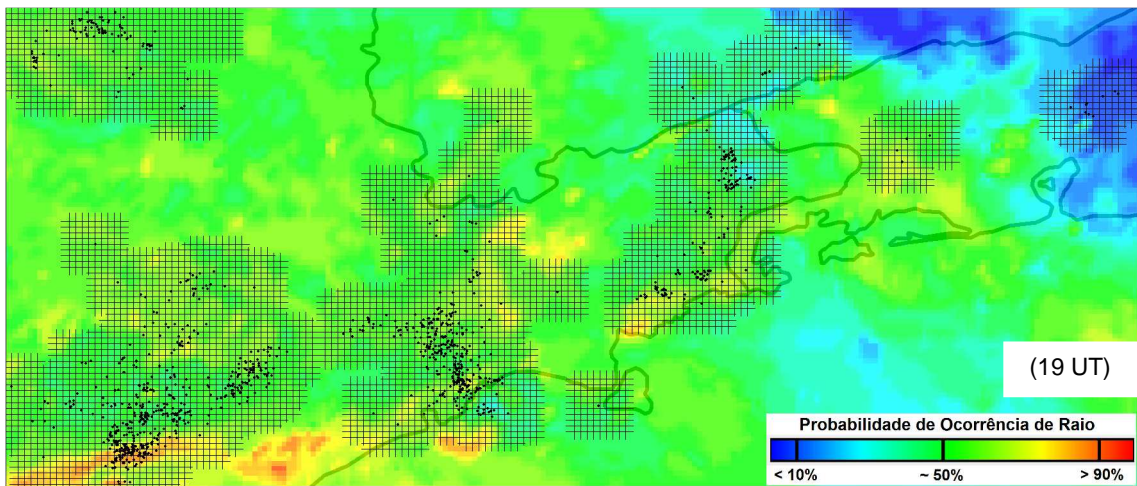 (19 UT)
Probabilidade de Ocorrência de Raio
< 10% ~ 50% > 90%